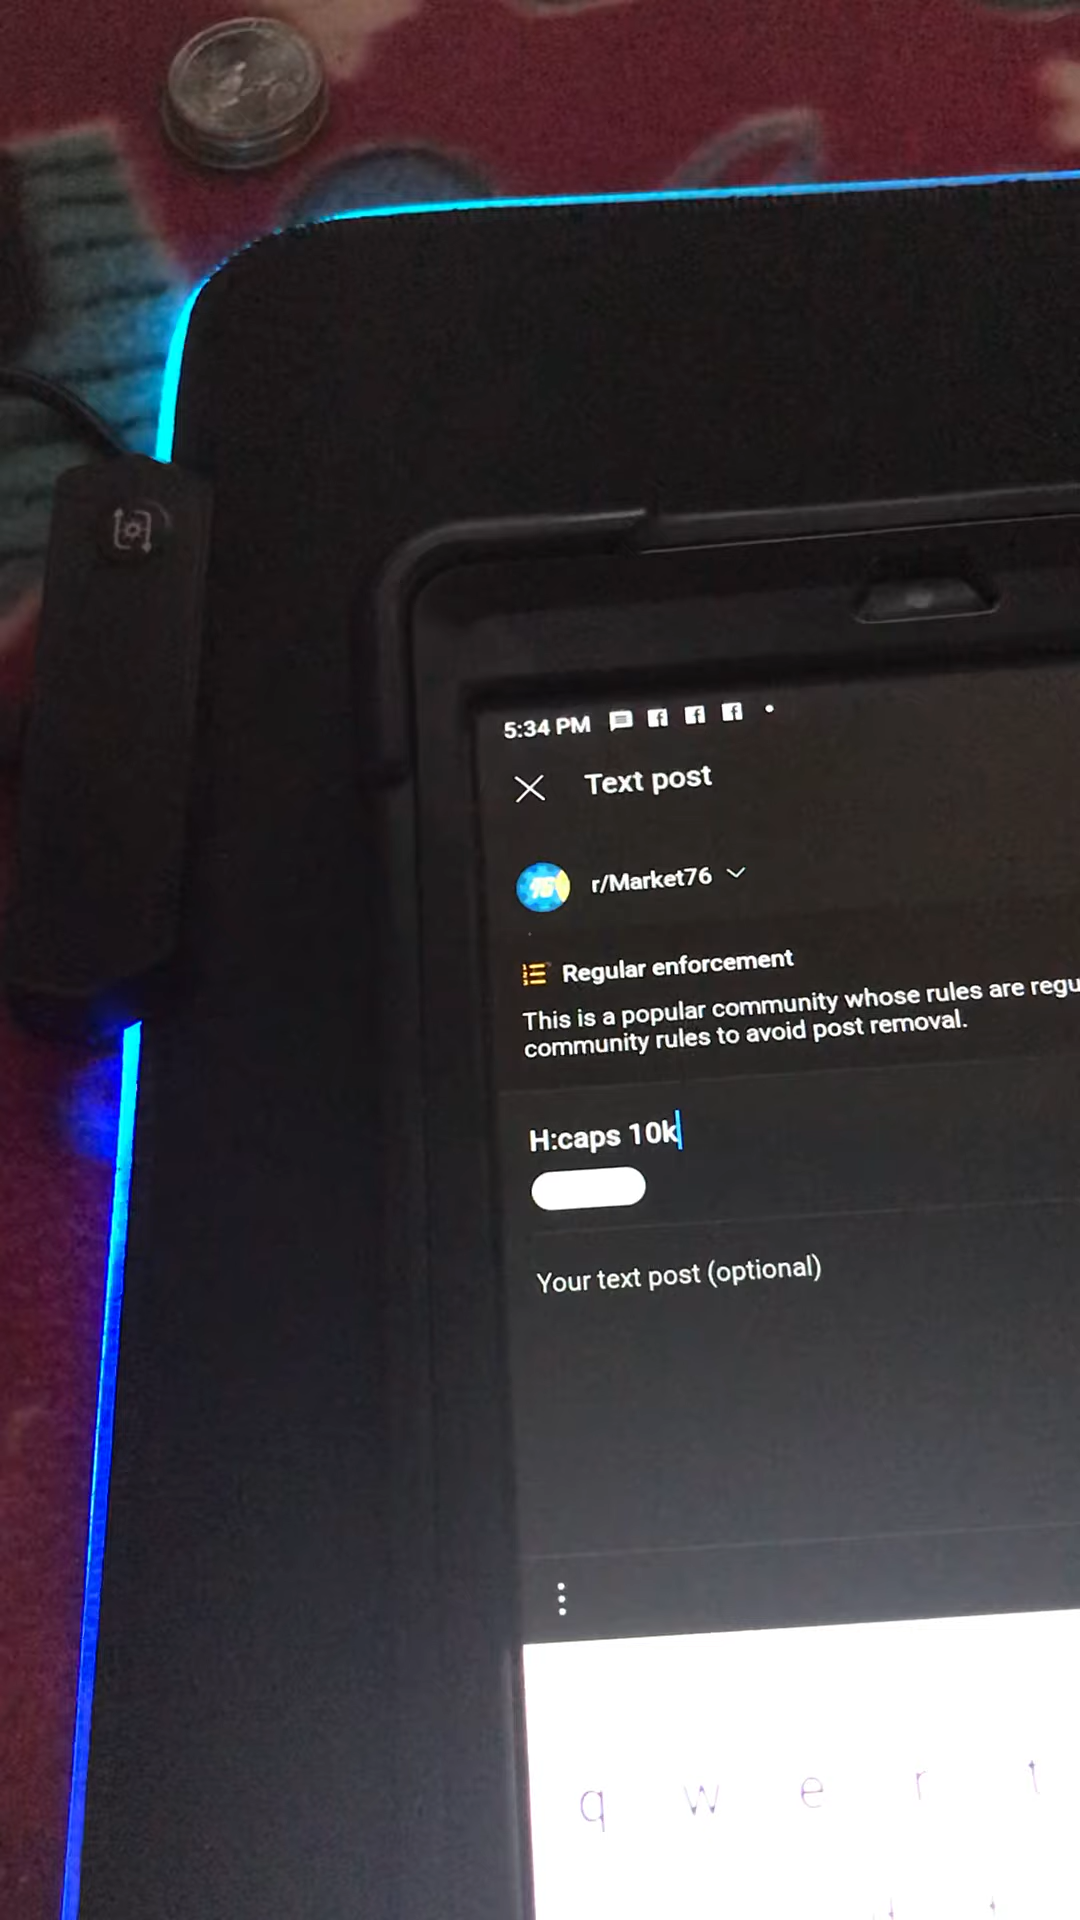 5:34 PM
Text post
r/Market76
Regular enforcement
This is a popular community whose rules are regu
community rules to avoid post removal.
H:caps 10k
Your text post (optional)
q w e r t